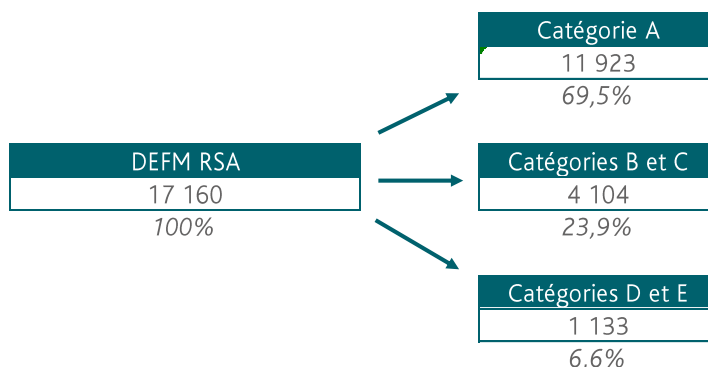 DEFM RSA
17 160
100%
Catégorie A
11 923
69,5%
Catégories B et C
4 104
23,9%
Catégories D et E
1 133
6,6%